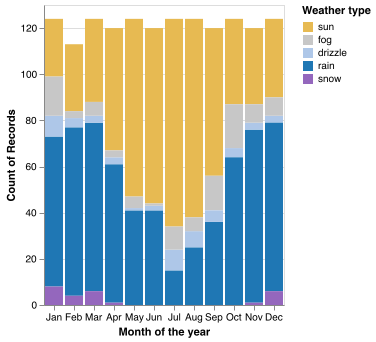 Weather type
sun
fog
drizzle
rain
snow
Count of Records
120
100
80
60
40
20
0
Jan Feb Mar Apr May Jun Jul Aug Sep Oct Nov Dec
Month of the year